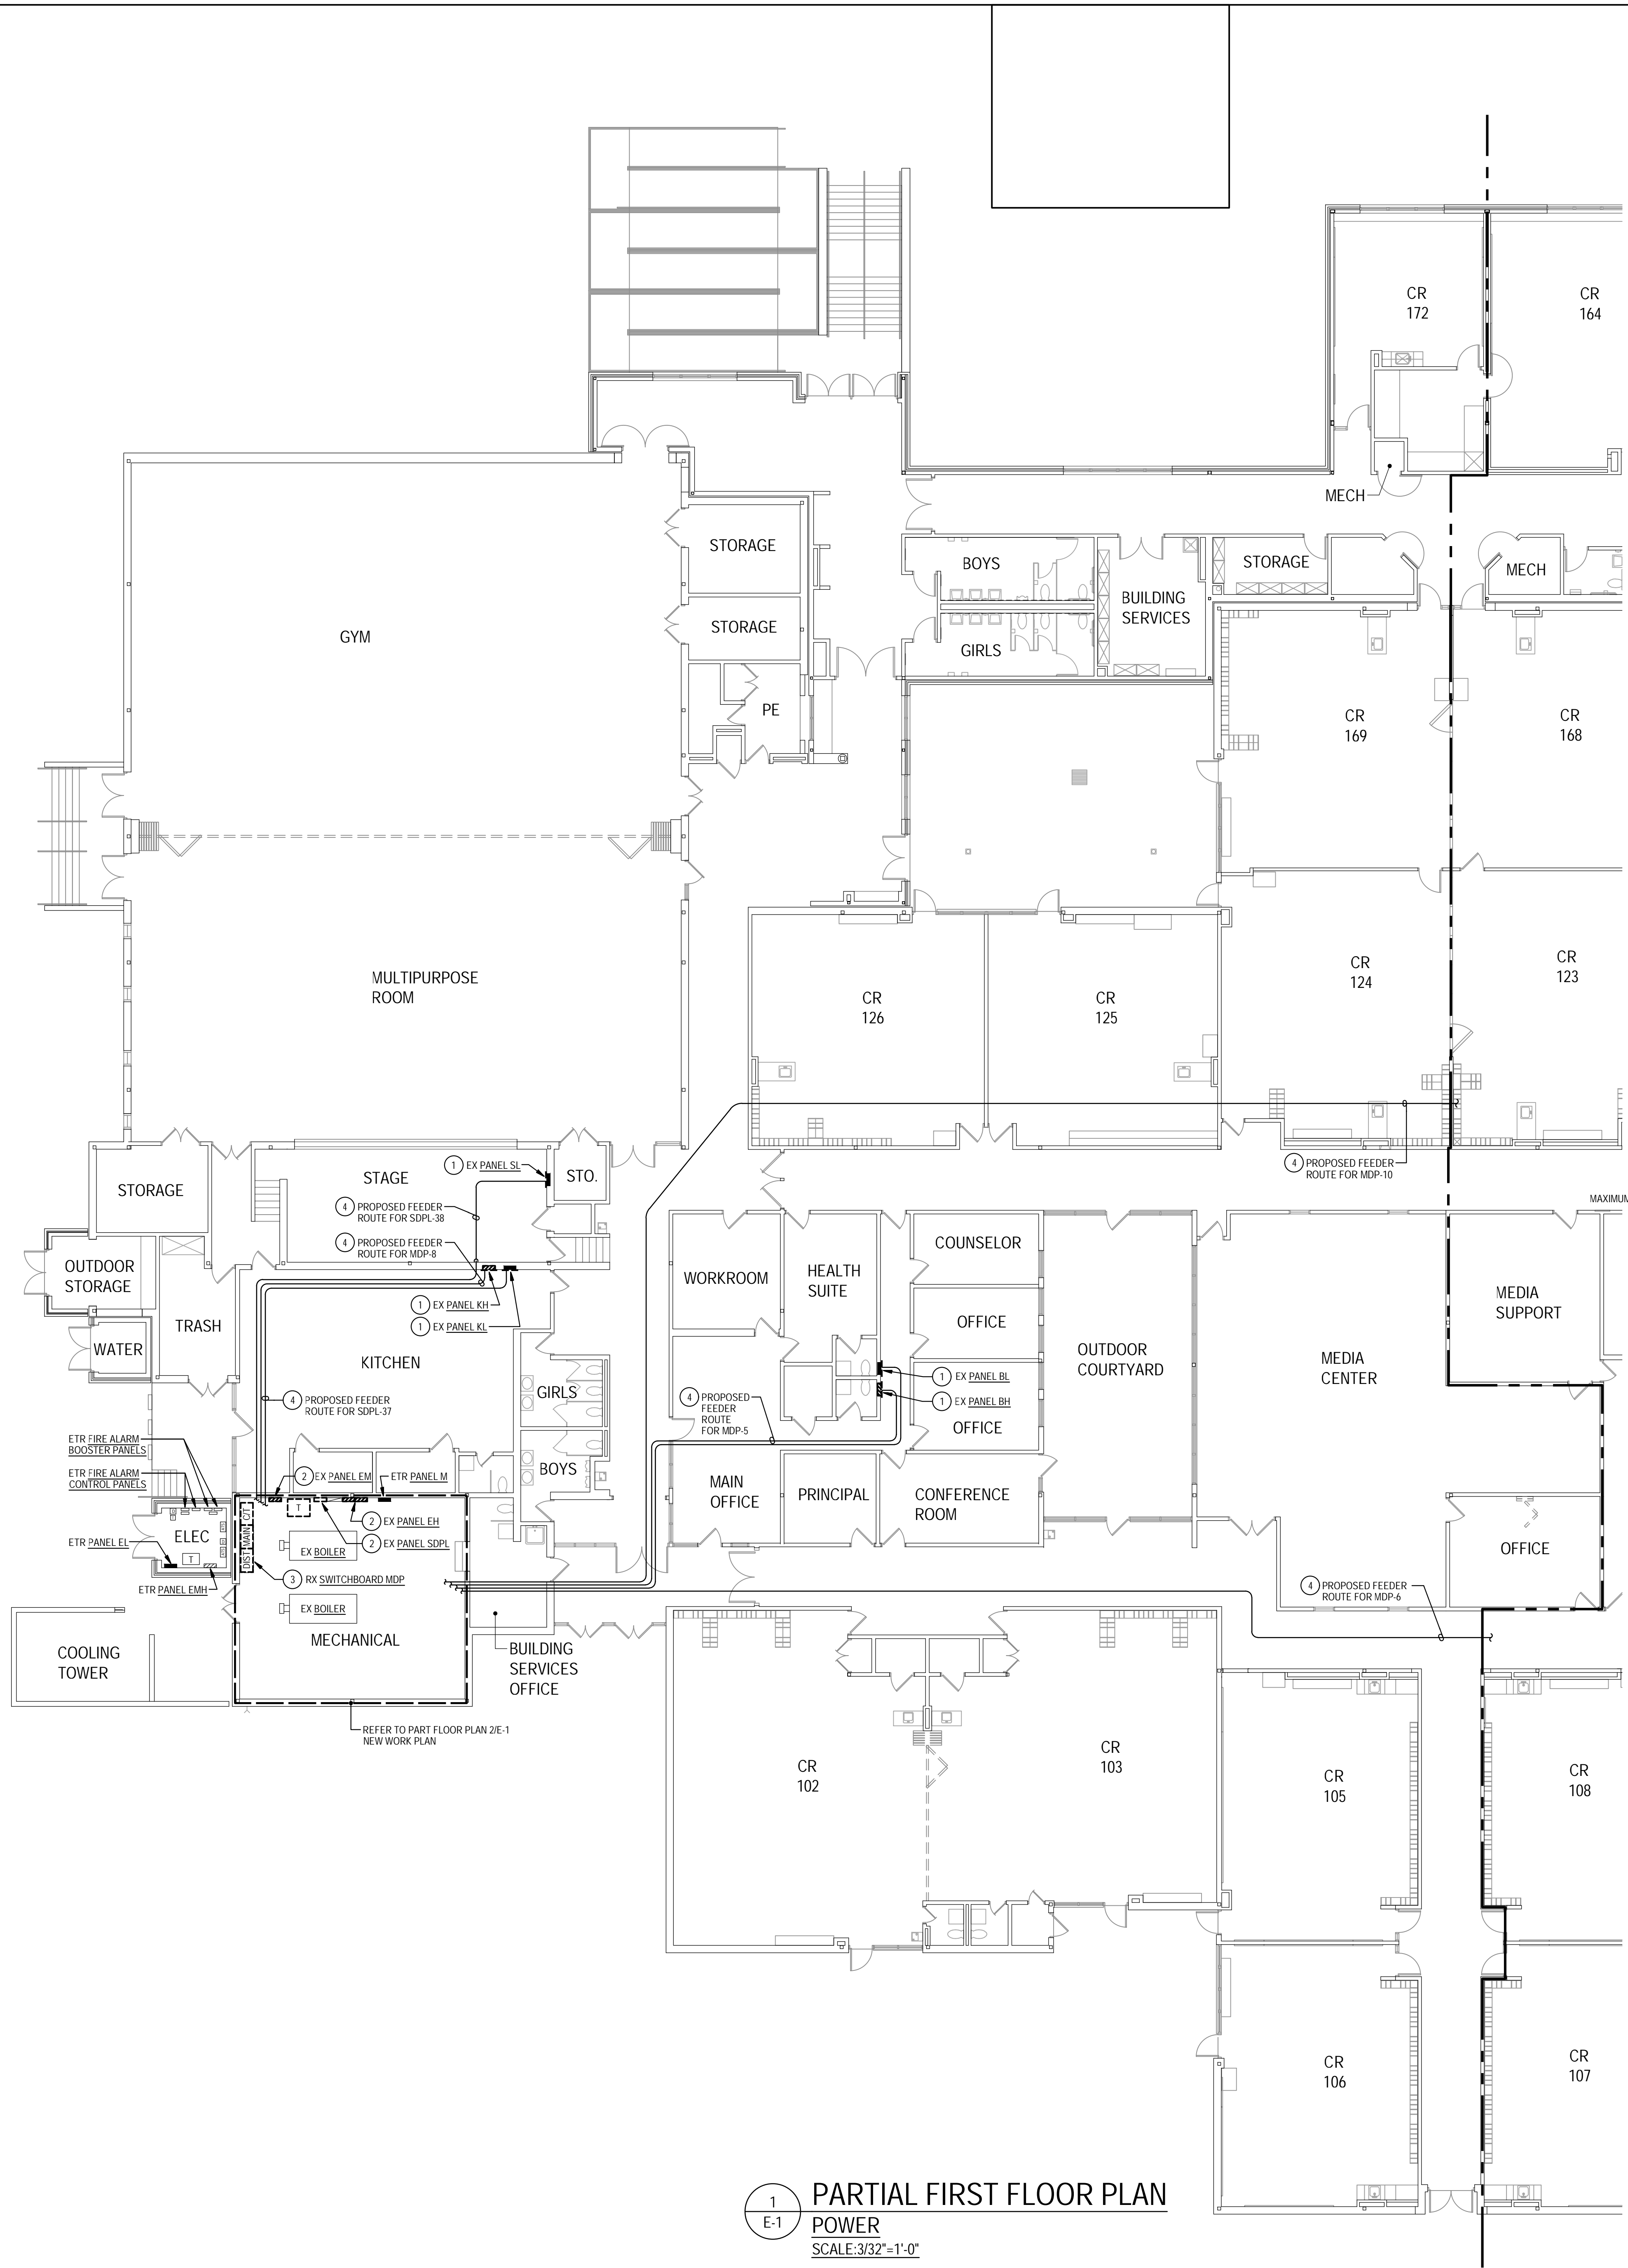 CR
172
CR
164
MECH
STORAGE
BOYS
STORAGE
MECH
BUILDING
SERVICES
GYM
STORAGE
GIRLS
PE
CR
169
CR
168
MULTIPURPOSE
ROOM
CR
126
CR
125
CR
124
CR
123
1 EX PANEL SL
STO.
STAGE
STORAGE
4 PROPOSED FEEDER
ROUTE FOR SDPL-38
4 PROPOSED FEEDER
ROUTE FOR MDP-8
4 PROPOSED FEEDER
ROUTE FOR MDP-10
MAXIMUM
OUTDOOR
STORAGE
WORKROOM
HEALTH
SUITE
COUNSELOR
MEDIA
SUPPORT
1 EX PANEL KH
1 EX PANEL KL
TRASH
WATER
KITCHEN
OFFICE
OUTDOOR
COURTYARD
MEDIA
CENTER
GIRLS
1 EX PANEL BL
1 EX PANEL BH
4 PROPOSED FEEDER
ROUTE FOR SDPL-37
4 PROPOSED
FEEDER
ROUTE
FOR MDP-5
OFFICE
ETR FIRE ALARM
BOOSTER PANELS
ETR FIRE ALARM
CONTROL PANELS
2 EX PANEL EM
ETR PANEL M
BOYS
MAIN
OFFICE
PRINCIPAL
CONFERENCE
ROOM
T
DIST MAIN C/T
ELEC
2 EX PANEL EH
2 EX PANEL SDPL
EX BOILER
ETR PANEL EL
T
OFFICE
3 RX SWITCHBOARD MDP
ETR PANEL EMH
4 PROPOSED FEEDER
ROUTE FOR MDP-6
EX BOILER
MECHANICAL
COOLING
TOWER
BUILDING
SERVICES
OFFICE
REFER TO PART FLOOR PLAN 2/E-1
NEW WORK PLAN
CR
102
CR
103
CR
105
CR
108
CR
106
CR
107
1
E-1
PARTIAL FIRST FLOOR PLAN
POWER
SCALE:3/32"=1'-0"